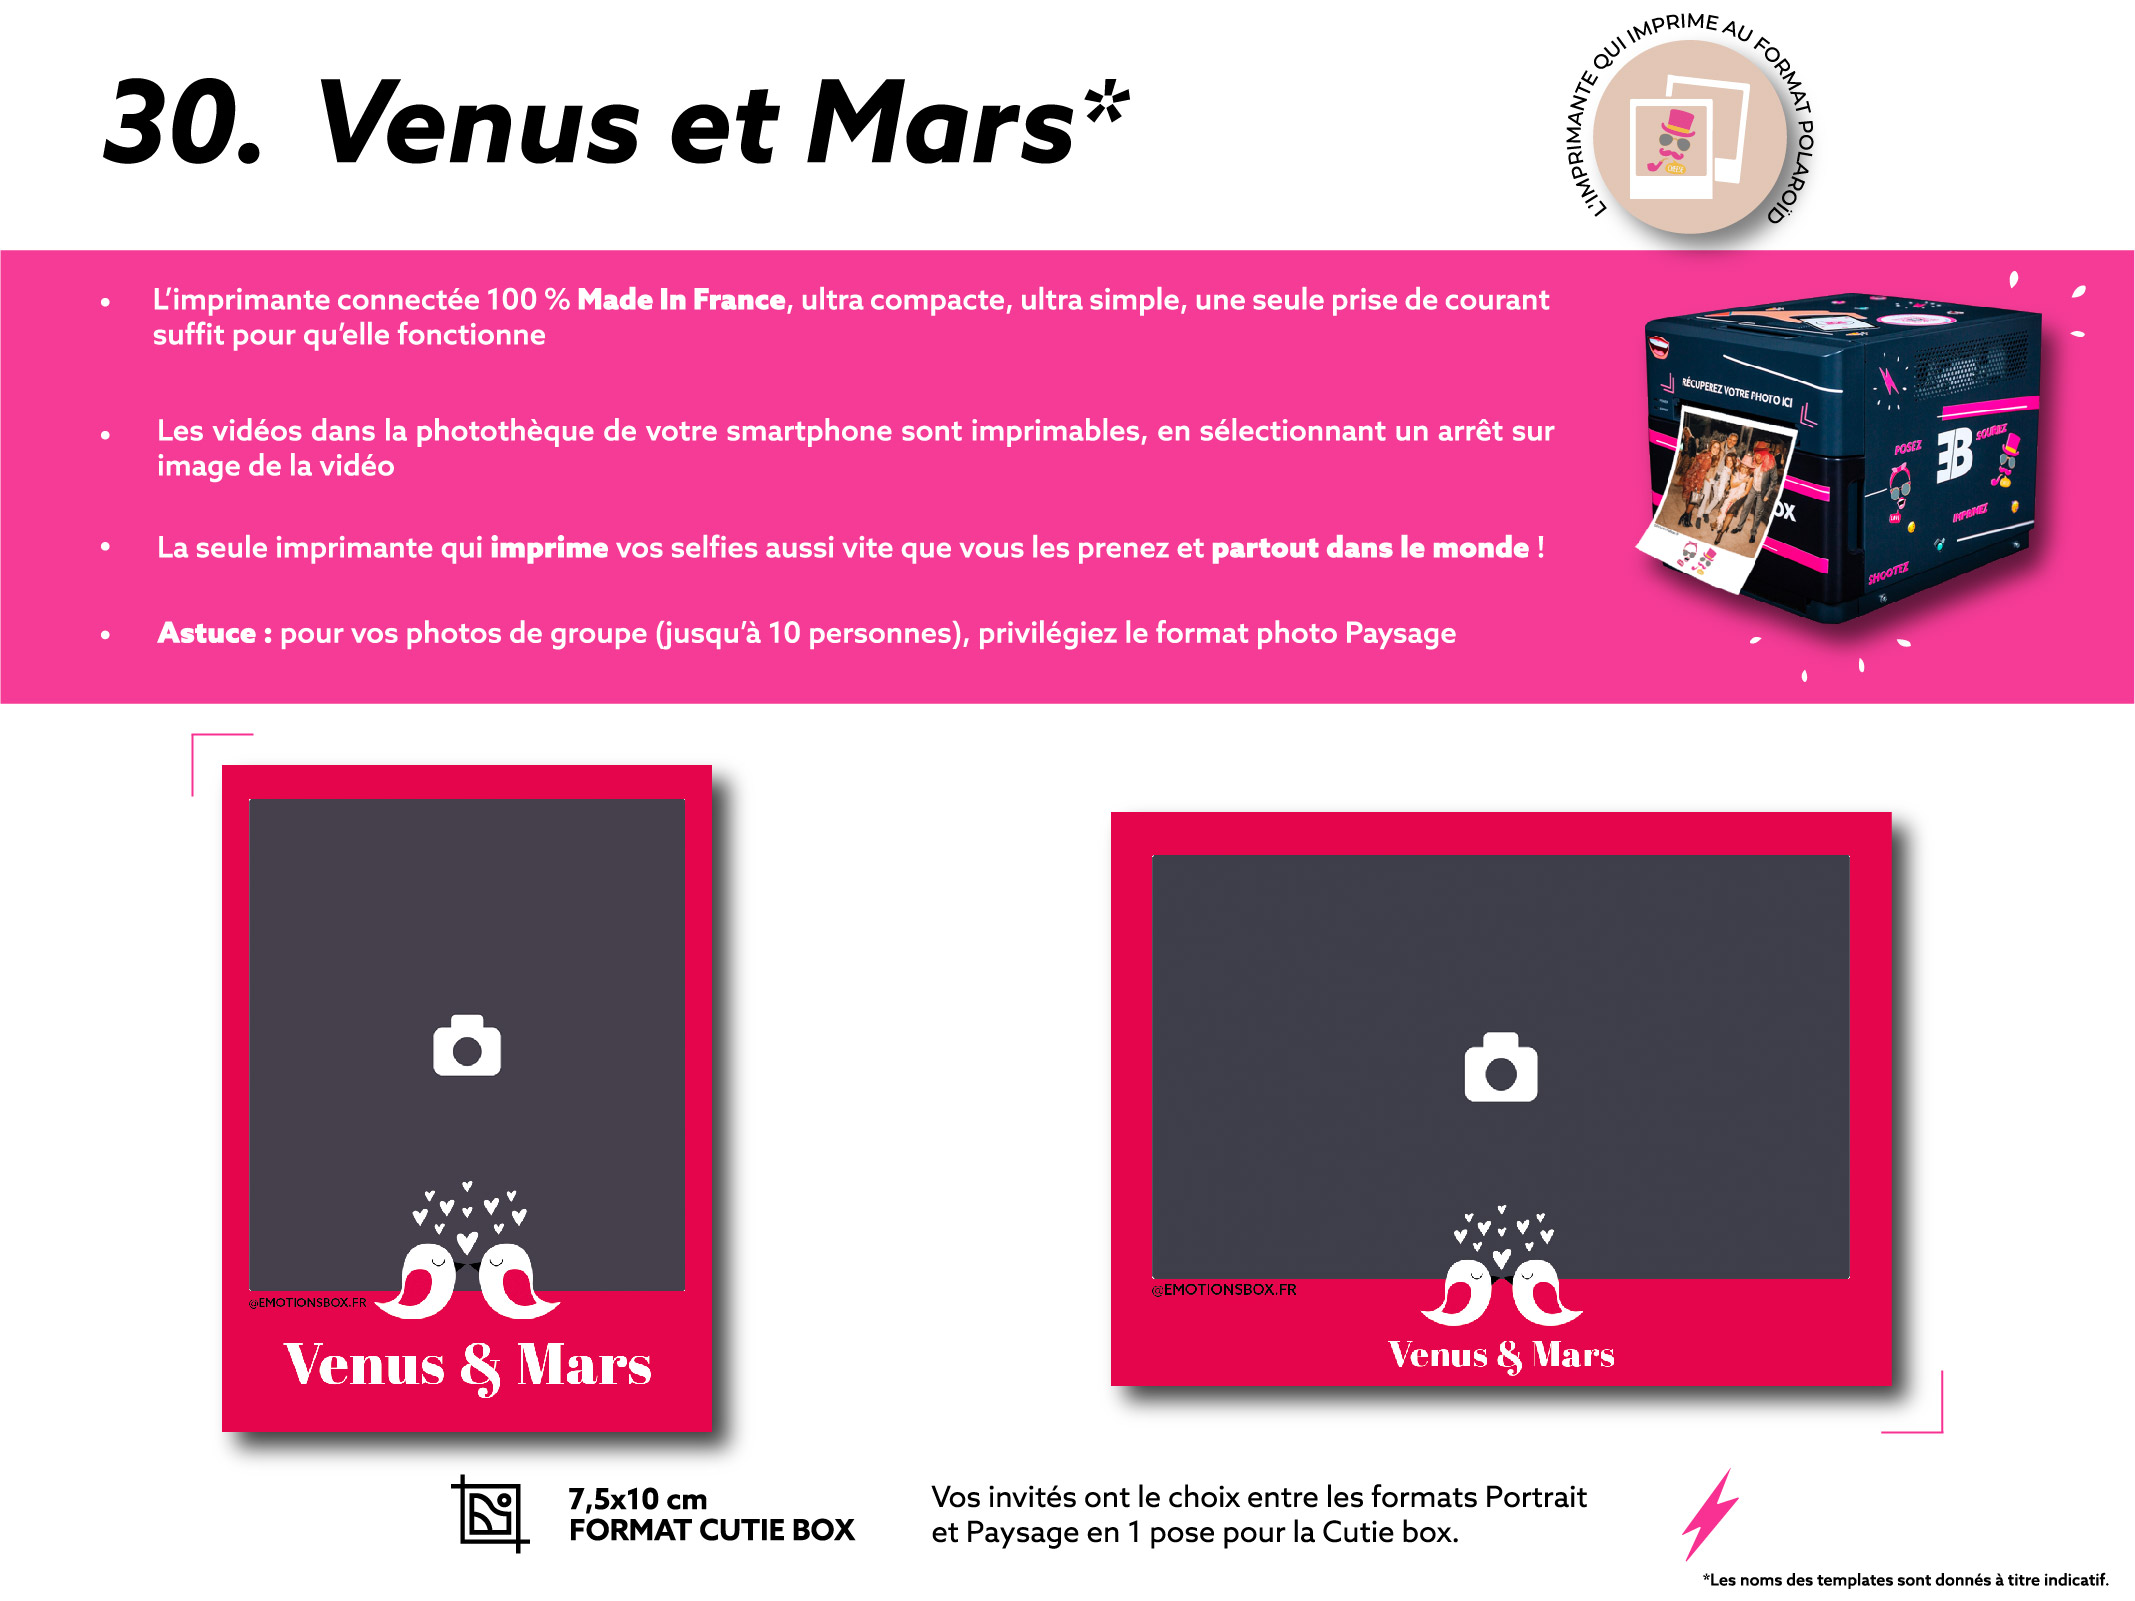 30. Venus et Mars*
L'IMPRIMANTE QUI IMPRIME AU FORMAT POLAROÏD
• L'imprimante connectée 100 % Made In France, ultra compacte, ultra simple, une seule prise de courant
suffit pour qu'elle fonctionne
• Les vidéos dans la photothèque de votre smartphone sont imprimables, en sélectionnant un arrêt sur
image de la vidéo
• La seule imprimante qui imprime vos selfies aussi vite que vous les prenez et partout dans le monde !
• Astuce : pour vos photos de groupe (jusqu'à 10 personnes), privilégiez le format photo Paysage
RÉCUPEREZ VOTRE PHOTO ICI
POSEZ
SOURIEZ
IMPRIMEZ
SHOOTEZ
@EMOTIONSBOX.FR
Venus & Mars
@EMOTIONSBOX.FR
Venus & Mars
7,5x10 cm
FORMAT CUTIE BOX
Vos invités ont le choix entre les formats Portrait
et Paysage en 1 pose pour la Cutie box.
*Les noms des templates sont donnés à titre indicatif.